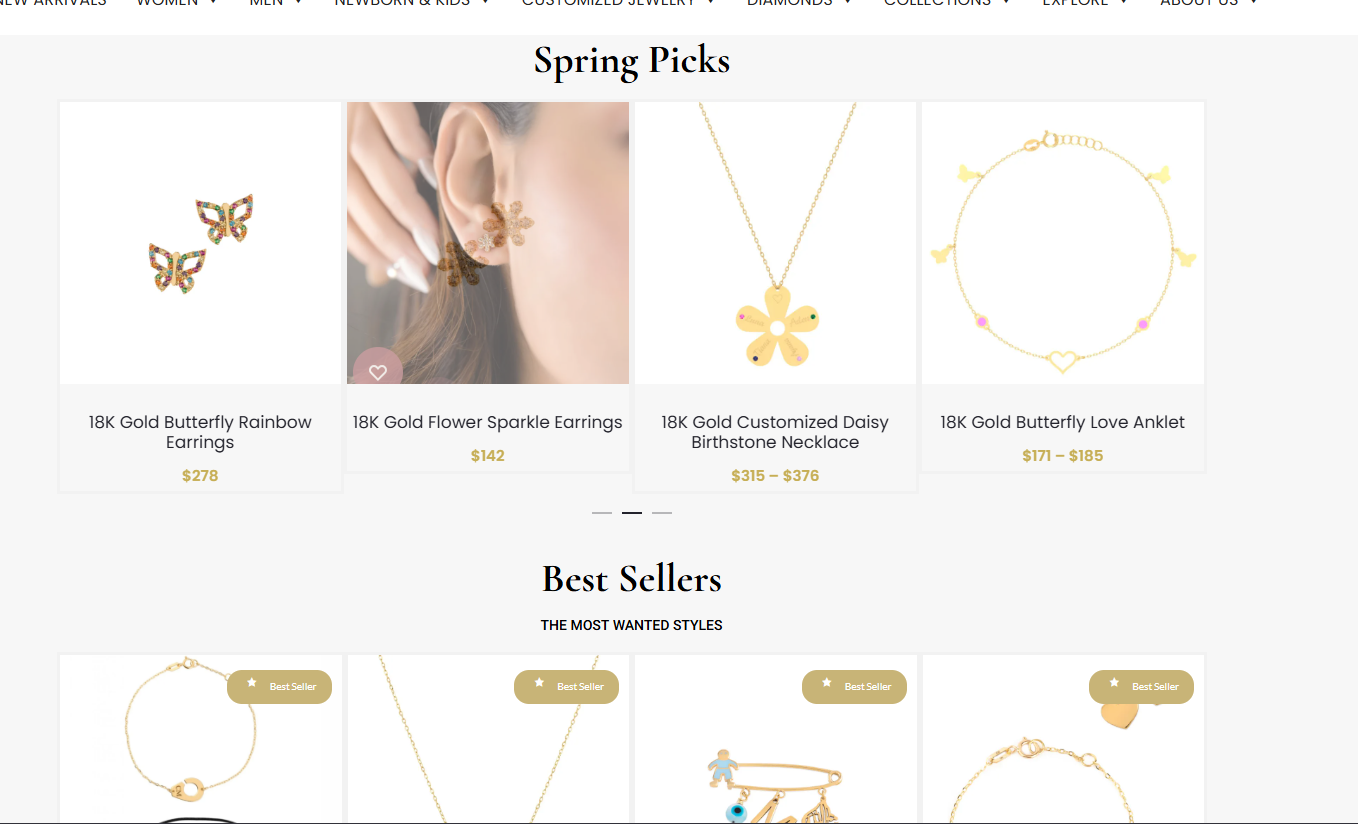 NEW ARRIVALS WOMEN MEN NEWBORN & KIDS CUSTOMIZED JEWELRY DIAMONDS COLLECTIONS EXPLORE ABOUT US
Spring Picks
18K Gold Butterfly Rainbow
Earrings
$278
18K Gold Flower Sparkle Earrings
$142
18K Gold Customized Daisy
Birthstone Necklace
$315 – $376
18K Gold Butterfly Love Anklet
$171 – $185
Best Sellers
THE MOST WANTED STYLES
Best Seller
Best Seller
Best Seller
Best Seller